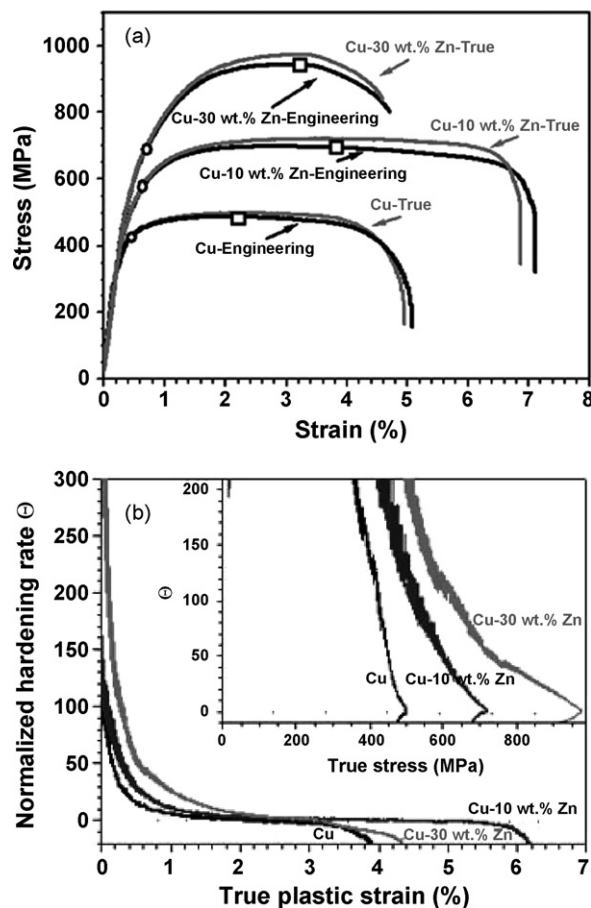 (a)
1000
800
600
400
200
0
Stress (MPa)
Cu-30 wt.% Zn-True
Cu-30 wt.% Zn-Engineering
Cu-10 wt.% Zn-True
Cu-10 wt.% Zn-Engineering
Cu-True
Cu-Engineering
0 1 2 3 4 5 6 7 8
Strain (%)
(b)
300
250
200
150
100
50
0
Normalized hardening rate Θ
200
150
100
50
0
Θ
Cu-30 wt.% Zn
Cu
Cu-10 wt.% Zn
0 200 400 600 800
True stress (MPa)
Cu-10 wt.% Zn
Cu
Cu-30 wt.% Zn
0 1 2 3 4 5 6 7
True plastic strain (%)